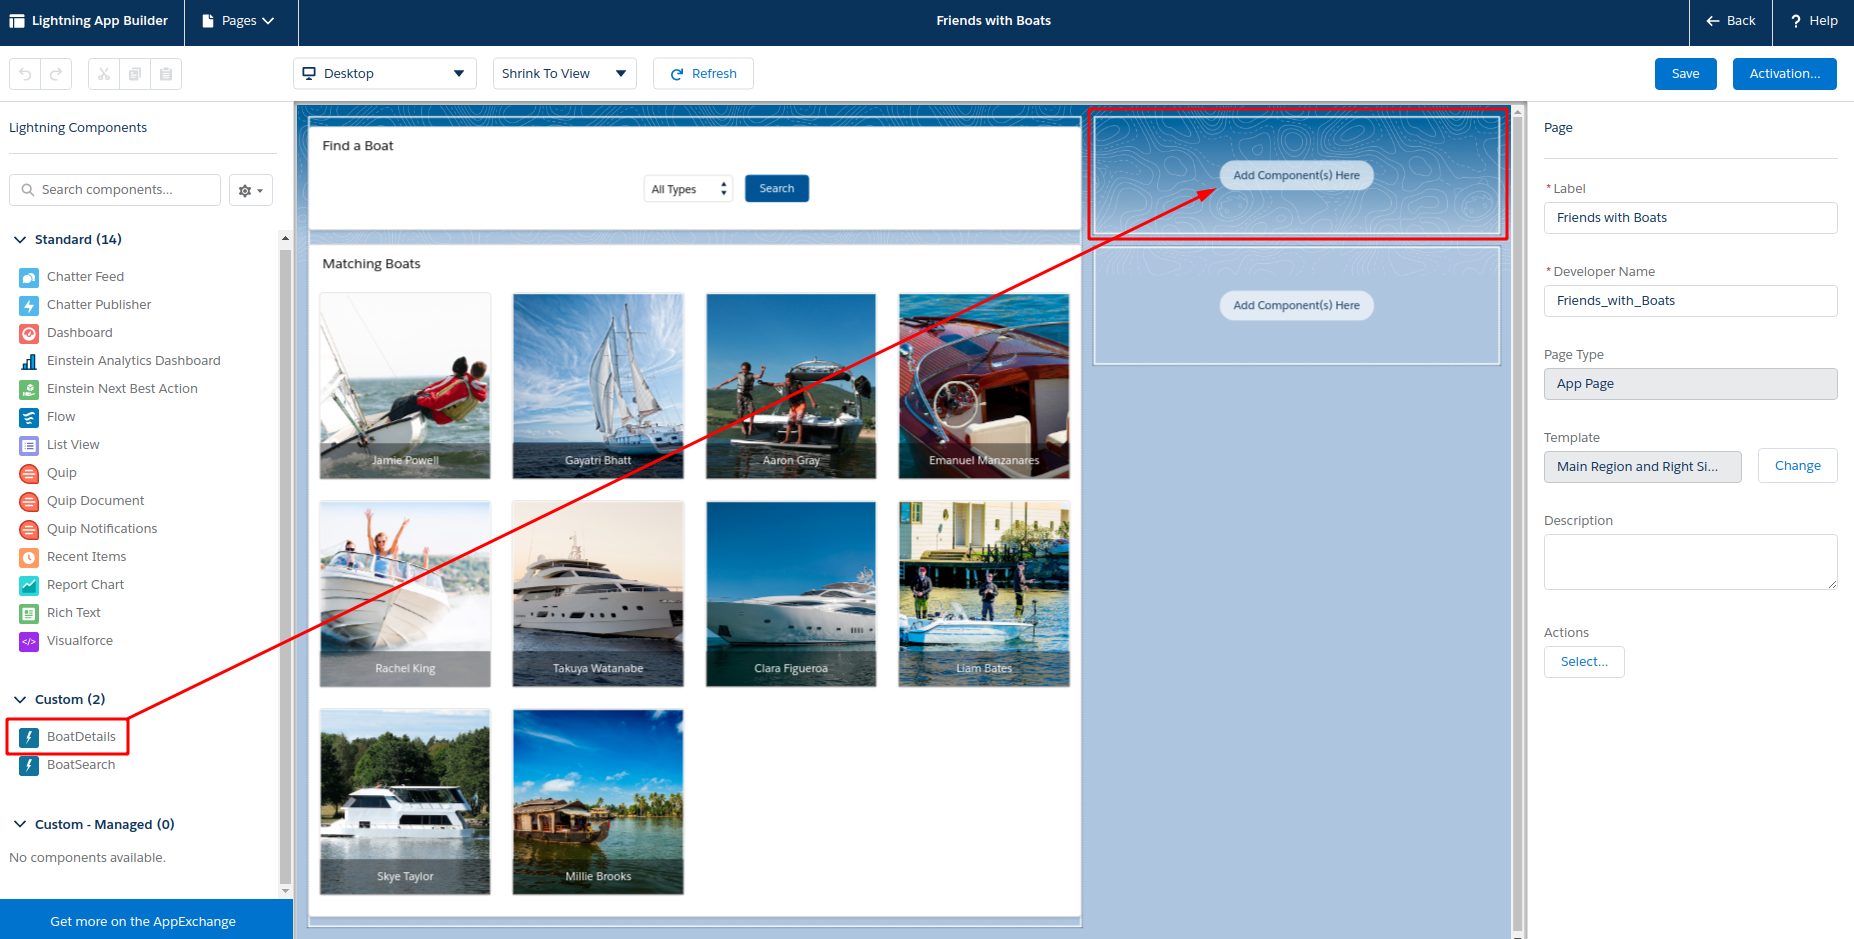 Lightning App Builder
Pages
Friends with Boats
Back
? Help
Desktop
Shrink To View
Refresh
Save
Activation...
Lightning Components
Search components...
Standard (14)
Chatter Feed
Chatter Publisher
Dashboard
Einstein Analytics Dashboard
Einstein Next Best Action
Flow
List View
Quip
Quip Document
Quip Notifications
Recent Items
Report Chart
Rich Text
Visualforce
Custom (2)
BoatDetails
BoatSearch
Custom - Managed (0)
No components available.
Get more on the AppExchange
Find a Boat
All Types
Search
Matching Boats
Jamie Powell
Gayatri Bhatt
Aaron Gray
Emanuel Manzanares
Rachel King
Takuya Watanabe
Clara Figueroa
Liam Bates
Skye Taylor
Millie Brooks
Add Component(s) Here
Add Component(s) Here
Page
* Label
Friends with Boats
* Developer Name
Friends_with_Boats
Page Type
App Page
Template
Main Region and Right Si...
Change
Description
Actions
Select...